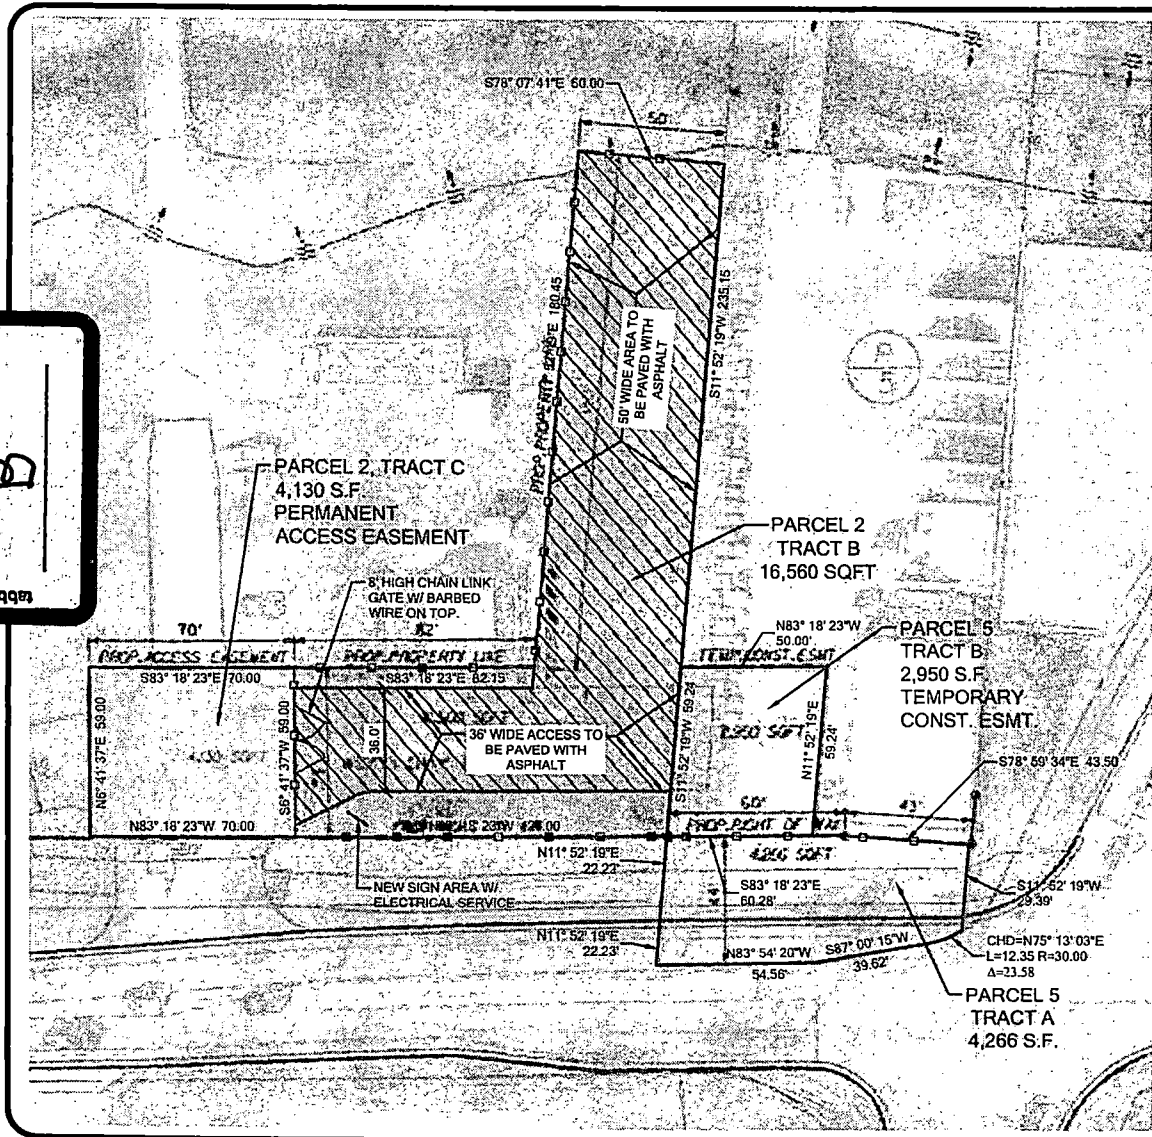 S78° 07' 41"E 60.00
50'
S11° 52' 19"W 235.15
50' WIDE AREA TO
BE PAVED WITH
ASPHALT
PARCEL 2, TRACT C
4,130 S.F.
PERMANENT
ACCESS EASEMENT
PARCEL 2
TRACT B
16,560 SQFT
8' HIGH CHAIN LINK
GATE W/ BARBED
WIRE ON TOP.
70'
82'
PROP. ACCESS EASEMENT
PROP. PROPERTY LINE
S83° 18' 23"E 70.00
S83° 18' 23"E 82.15
N83° 18' 23"W
50.00'
TEMP. CONST. ESMT
PARCEL 5
TRACT B
2,950 S.F.
TEMPORARY
CONST. ESMT.
N6° 41' 37"E 59.00
S6° 41' 37"W 59.00
36.0'
36' WIDE ACCESS TO
BE PAVED WITH
ASPHALT
S11° 52' 19"W 59.24
N11° 52' 19"E
59.24'
S78° 59' 34"E 43.50
N83° 18' 23"W 70.00
60'
43'
PROP. RIGHT OF WAY
4266 SQFT
N11° 52' 19"E
22.23'
S83° 18' 23"E
60.28'
NEW SIGN AREA W/
ELECTRICAL SERVICE
S11° 52' 19"W
29.39'
N11° 52' 19"E
22.23'
N83° 54' 20"W
54.56'
S87° 00' 15"W
39.62'
CHD=N75° 13' 03"E
L=12.35 R=30.00
Δ=23.58
PARCEL 5
TRACT A
4,266 S.F.